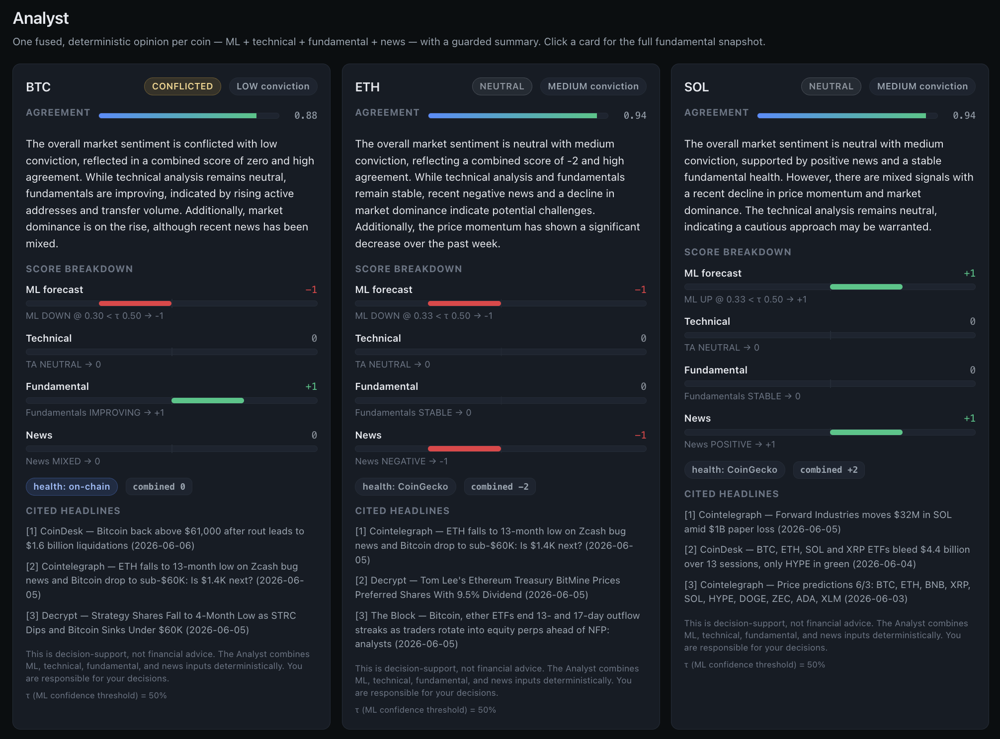 Analyst
One fused, deterministic opinion per coin — ML + technical + fundamental + news — with a guarded summary. Click a card for the full fundamental snapshot.
BTC
CONFLICTED
LOW conviction
AGREEMENT
0.88
The overall market sentiment is conflicted with low
conviction, reflected in a combined score of zero and high
agreement. While technical analysis remains neutral,
fundamentals are improving, indicated by rising active
addresses and transfer volume. Additionally, market
dominance is on the rise, although recent news has been
mixed.
SCORE BREAKDOWN
ML forecast
−1
ML DOWN @ 0.30 < τ 0.50 → -1
Technical
0
TA NEUTRAL → 0
Fundamental
+1
Fundamentals IMPROVING → +1
News
0
News MIXED → 0
health: on-chain
combined 0
CITED HEADLINES
[1] CoinDesk — Bitcoin back above $61,000 after rout leads to
$1.6 billion liquidations (2026-06-06)
[2] Cointelegraph — ETH falls to 13-month low on Zcash bug
news and Bitcoin drop to sub-$60K: Is $1.4K next? (2026-06-
05)
[3] Decrypt — Strategy Shares Fall to 4-Month Low as STRC
Dips and Bitcoin Sinks Under $60K (2026-06-05)
This is decision-support, not financial advice. The Analyst combines
ML, technical, fundamental, and news inputs deterministically. You
are responsible for your decisions.
τ (ML confidence threshold) = 50%
ETH
NEUTRAL
MEDIUM conviction
AGREEMENT
0.94
The overall market sentiment is neutral with medium
conviction, reflecting a combined score of -2 and high
agreement. While technical analysis and fundamentals
remain stable, recent negative news and a decline in
market dominance indicate potential challenges.
Additionally, the price momentum has shown a significant
decrease over the past week.
SCORE BREAKDOWN
ML forecast
−1
ML DOWN @ 0.33 < τ 0.50 → -1
Technical
0
TA NEUTRAL → 0
Fundamental
0
Fundamentals STABLE → 0
News
−1
News NEGATIVE → -1
health: CoinGecko
combined −2
CITED HEADLINES
[1] Cointelegraph — ETH falls to 13-month low on Zcash bug
news and Bitcoin drop to sub-$60K: Is $1.4K next? (2026-06-
05)
[2] Decrypt — Tom Lee's Ethereum Treasury BitMine Prices
Preferred Shares With 9.5% Dividend (2026-06-05)
[3] The Block — Bitcoin, ether ETFs end 13- and 17-day outflow
streaks as traders rotate into equity perps ahead of NFP:
analysts (2026-06-05)
This is decision-support, not financial advice. The Analyst combines
ML, technical, fundamental, and news inputs deterministically. You
are responsible for your decisions.
τ (ML confidence threshold) = 50%
SOL
NEUTRAL
MEDIUM conviction
AGREEMENT
0.94
The overall market sentiment is neutral with medium
conviction, supported by positive news and a stable
fundamental health. However, there are mixed signals with
a recent decline in price momentum and market
dominance. The technical analysis remains neutral,
indicating a cautious approach may be warranted.
SCORE BREAKDOWN
ML forecast
+1
ML UP @ 0.33 < τ 0.50 → +1
Technical
0
TA NEUTRAL → 0
Fundamental
0
Fundamentals STABLE → 0
News
+1
News POSITIVE → +1
health: CoinGecko
combined +2
CITED HEADLINES
[1] Cointelegraph — Forward Industries moves $32M in SOL
amid $1B paper loss (2026-06-05)
[2] CoinDesk — BTC, ETH, SOL and XRP ETFs bleed $4.4 billion
over 13 sessions, only HYPE in green (2026-06-04)
[3] Cointelegraph — Price predictions 6/3: BTC, ETH, BNB, XRP,
SOL, HYPE, DOGE, ZEC, ADA, XLM (2026-06-03)
This is decision-support, not financial advice. The Analyst combines
ML, technical, fundamental, and news inputs deterministically. You
are responsible for your decisions.
τ (ML confidence threshold) = 50%